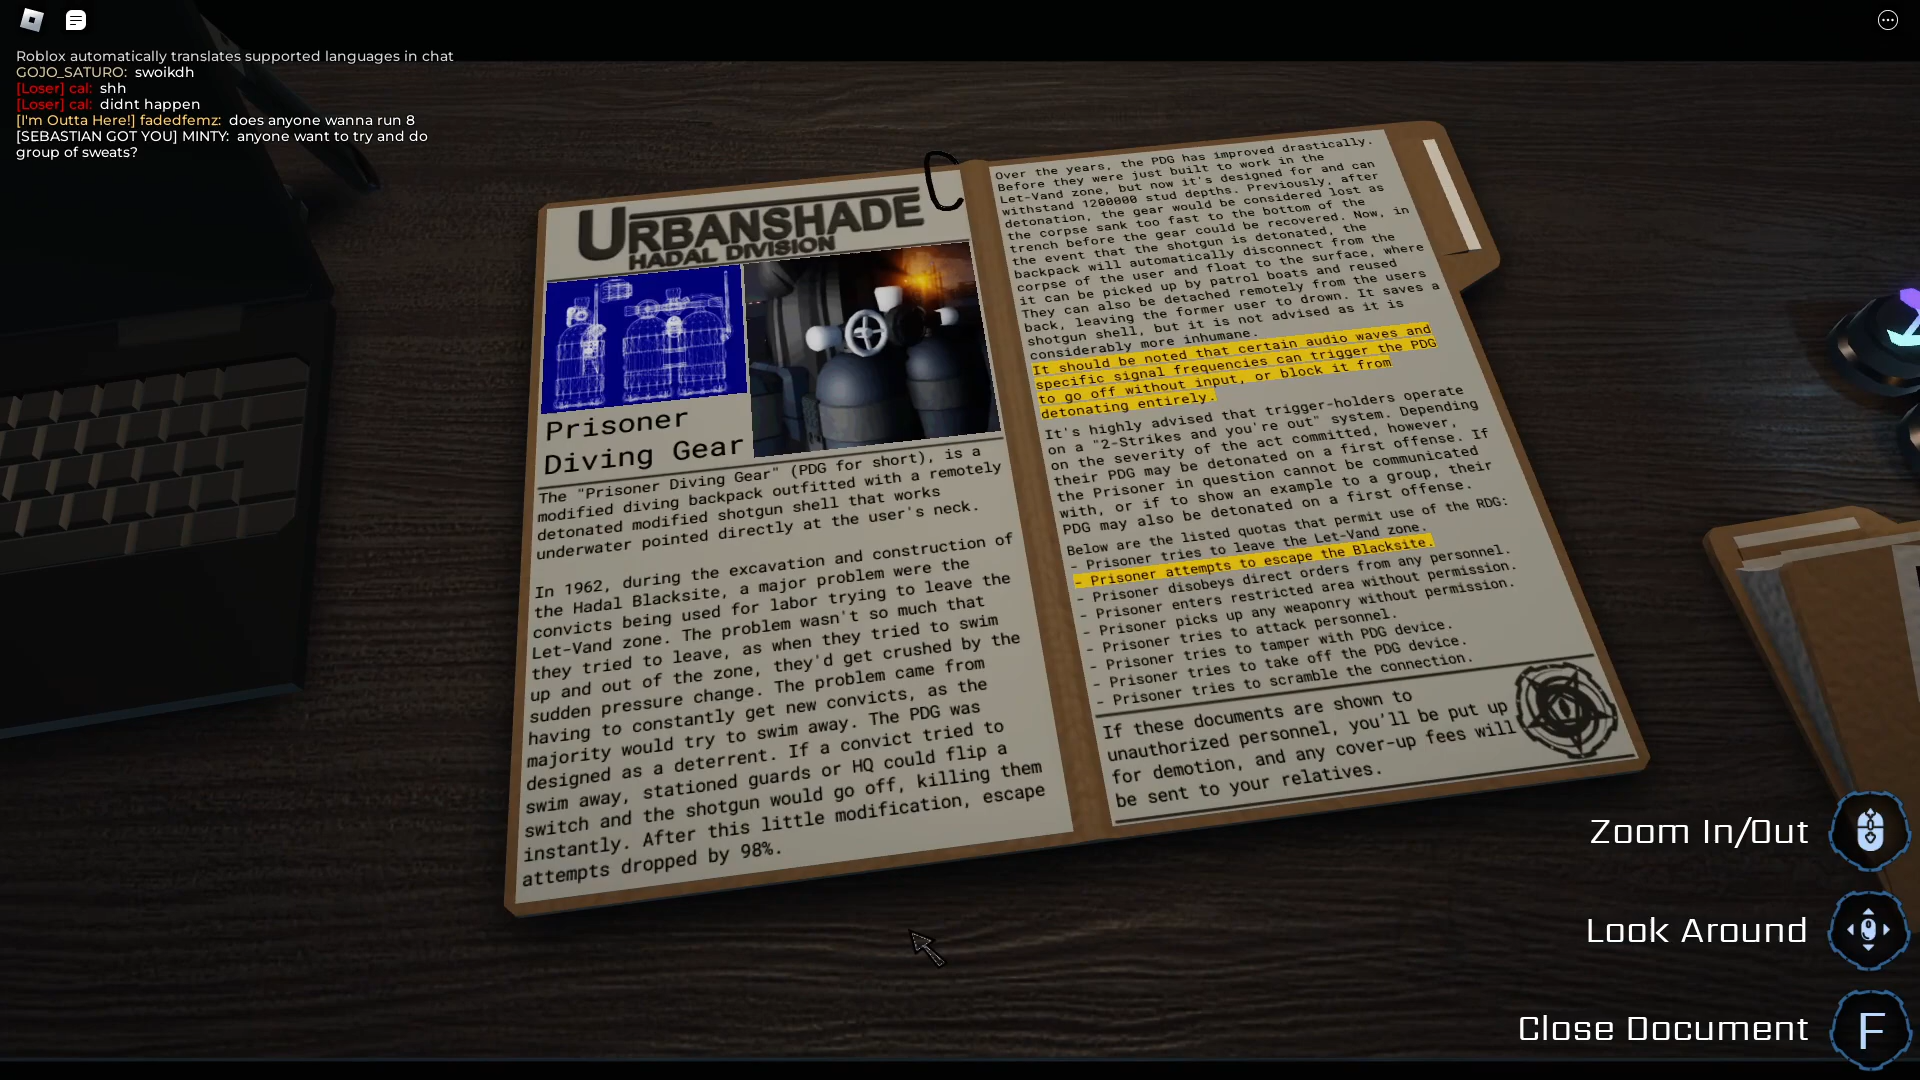 Roblox automatically translates supported languages in chat
GOJO_SATURO: swoikdh
[Loser] cal: shh
[Loser] cal: didnt happen
[I'm Outta Here!] fadedfemz: does anyone wanna run 8
[SEBASTIAN GOT YOU] MINTY: anyone want to try and do
group of sweats?
URBANSHADE
HADAL DIVISION
Prisoner
Diving Gear
The "Prisoner Diving Gear" (PDG for short), is a
modified diving backpack outfitted with a remotely
detonated modified shotgun shell that works
underwater pointed directly at the user's neck.
In 1962, during the excavation and construction of
the Hadal Blacksite, a major problem were the
convicts being used for labor trying to leave the
Let-Vand zone. The problem wasn't so much that
they tried to leave, as when they tried to swim
up and out of the zone, they'd get crushed by the
sudden pressure change. The problem came from
having to constantly get new convicts, as the
majority would try to swim away. The PDG was
designed as a deterrent. If a convict tried to
swim away, stationed guards or HQ could flip a
switch and the shotgun would go off, killing them
instantly. After this little modification, escape
attempts dropped by 98%.
Over the years, the PDG has improved drastically.
Before they were just built to work in the
Let-Vand zone, but now it's designed for and can
withstand 1200000 stud depths. Previously, after
detonation, the gear would be considered lost as
the corpse sank too fast to the bottom of the
trench before the gear could be recovered. Now, in
the event that the shotgun is detonated, the
backpack will automatically disconnect from the
corpse of the user and float to the surface, where
it can be picked up by patrol boats and reused
They can also be detached remotely from the users
back, leaving the former user to drown. It saves a
shotgun shell, but it is not advised as it is
considerably more inhumane.
It should be noted that certain audio waves and
specific signal frequencies can trigger the PDG
to go off without input, or block it from
detonating entirely.
It's highly advised that trigger-holders operate
on a "2-Strikes and you're out" system. Depending
on the severity of the act committed, however,
their PDG may be detonated on a first offense. If
the Prisoner in question cannot be communicated
with, or if to show an example to a group, their
PDG may also be detonated on a first offense.
Below are the listed quotas that permit use of the RDG:
- Prisoner tries to leave the Let-Vand zone.
- Prisoner attempts to escape the Blacksite.
- Prisoner disobeys direct orders from any personnel.
- Prisoner enters restricted area without permission.
- Prisoner picks up any weaponry without permission.
- Prisoner tries to attack personnel.
- Prisoner tries to tamper with PDG device.
- Prisoner tries to take off the PDG device.
- Prisoner tries to scramble the connection.
If these documents are shown to
unauthorized personnel, you'll be put up
for demotion, and any cover-up fees will
be sent to your relatives.
Zoom In/Out
Look Around
Close Document
F